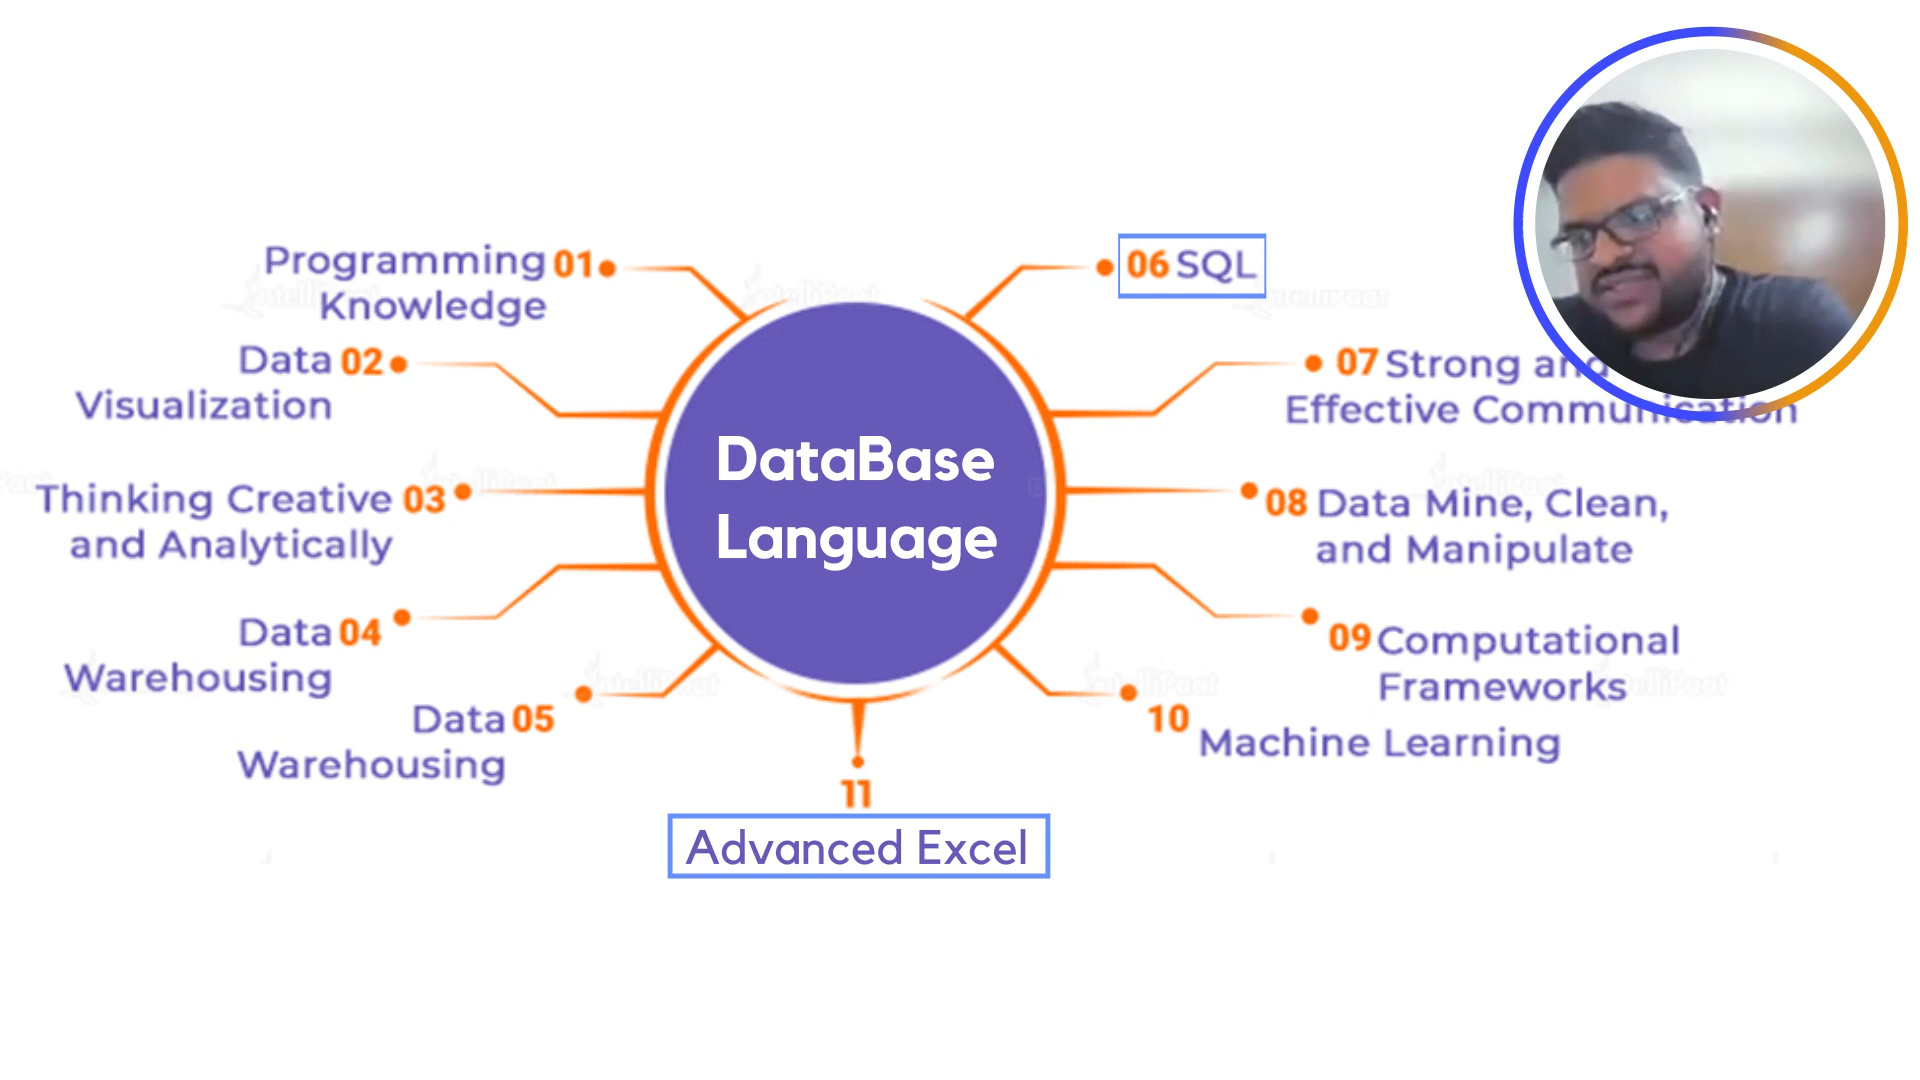 Programming 01
Knowledge
Data 02
Visualization
Thinking Creative 03
and Analytically
Data 04
Warehousing
Data 05
Warehousing
DataBase
Language
06 SQL
07 Strong and
Effective Communication
08 Data Mine, Clean,
and Manipulate
09 Computational
Frameworks
10
Machine Learning
11
Advanced Excel